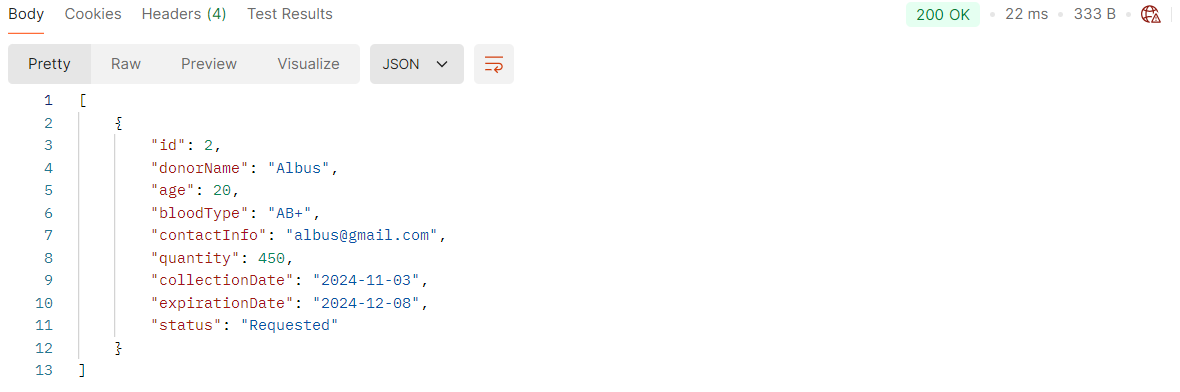 Body Cookies Headers (4) Test Results 200 OK 22 ms 333 B
Pretty Raw Preview Visualize JSON
1 [
2 {
3 "id": 2,
4 "donorName": "Albus",
5 "age": 20,
6 "bloodType": "AB+",
7 "contactInfo": "albus@gmail.com",
8 "quantity": 450,
9 "collectionDate": "2024-11-03",
10 "expirationDate": "2024-12-08",
11 "status": "Requested"
12 }
13 ]